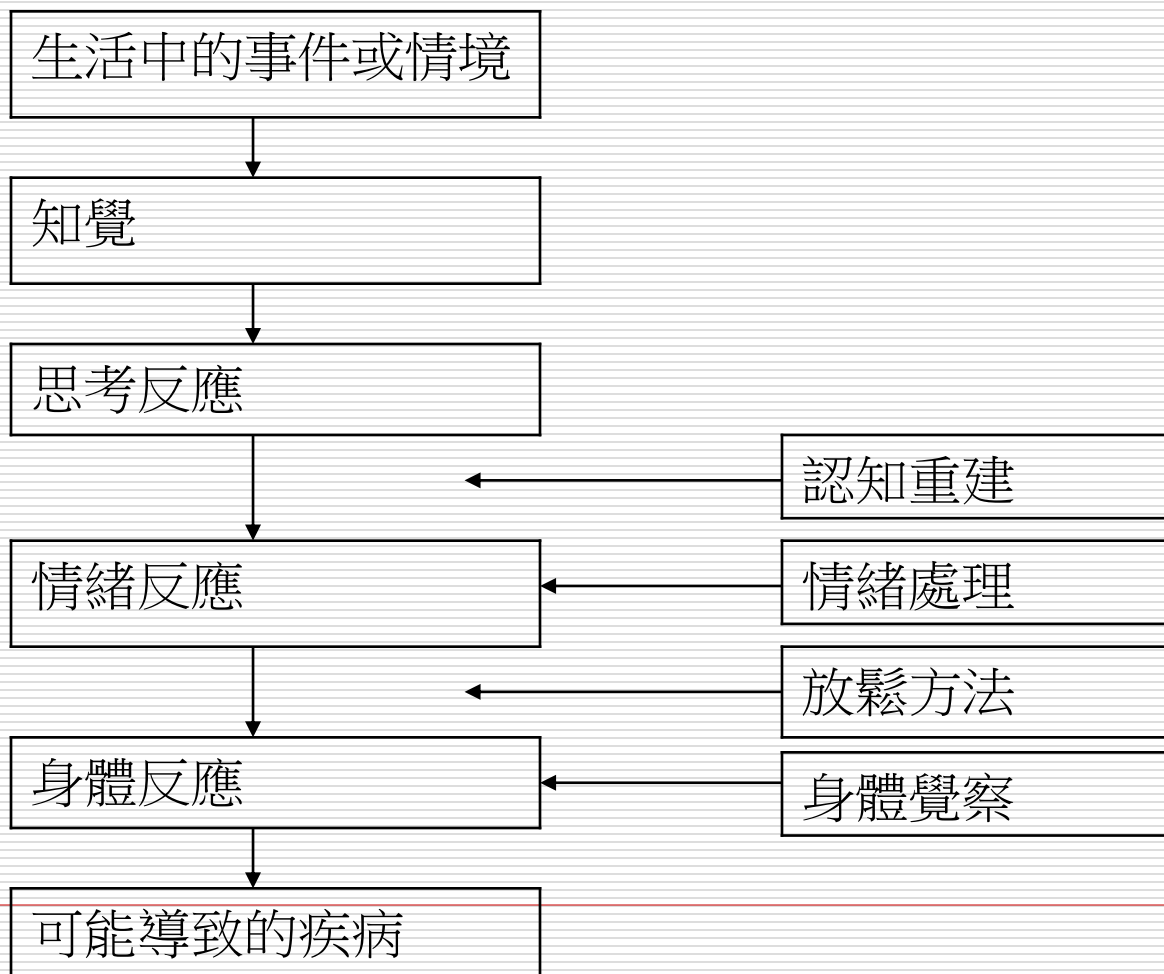 生活中的事件或情境
知覺
思考反應
認知重建
情緒反應
情緒處理
放鬆方法
身體反應
身體覺察
可能導致的疾病